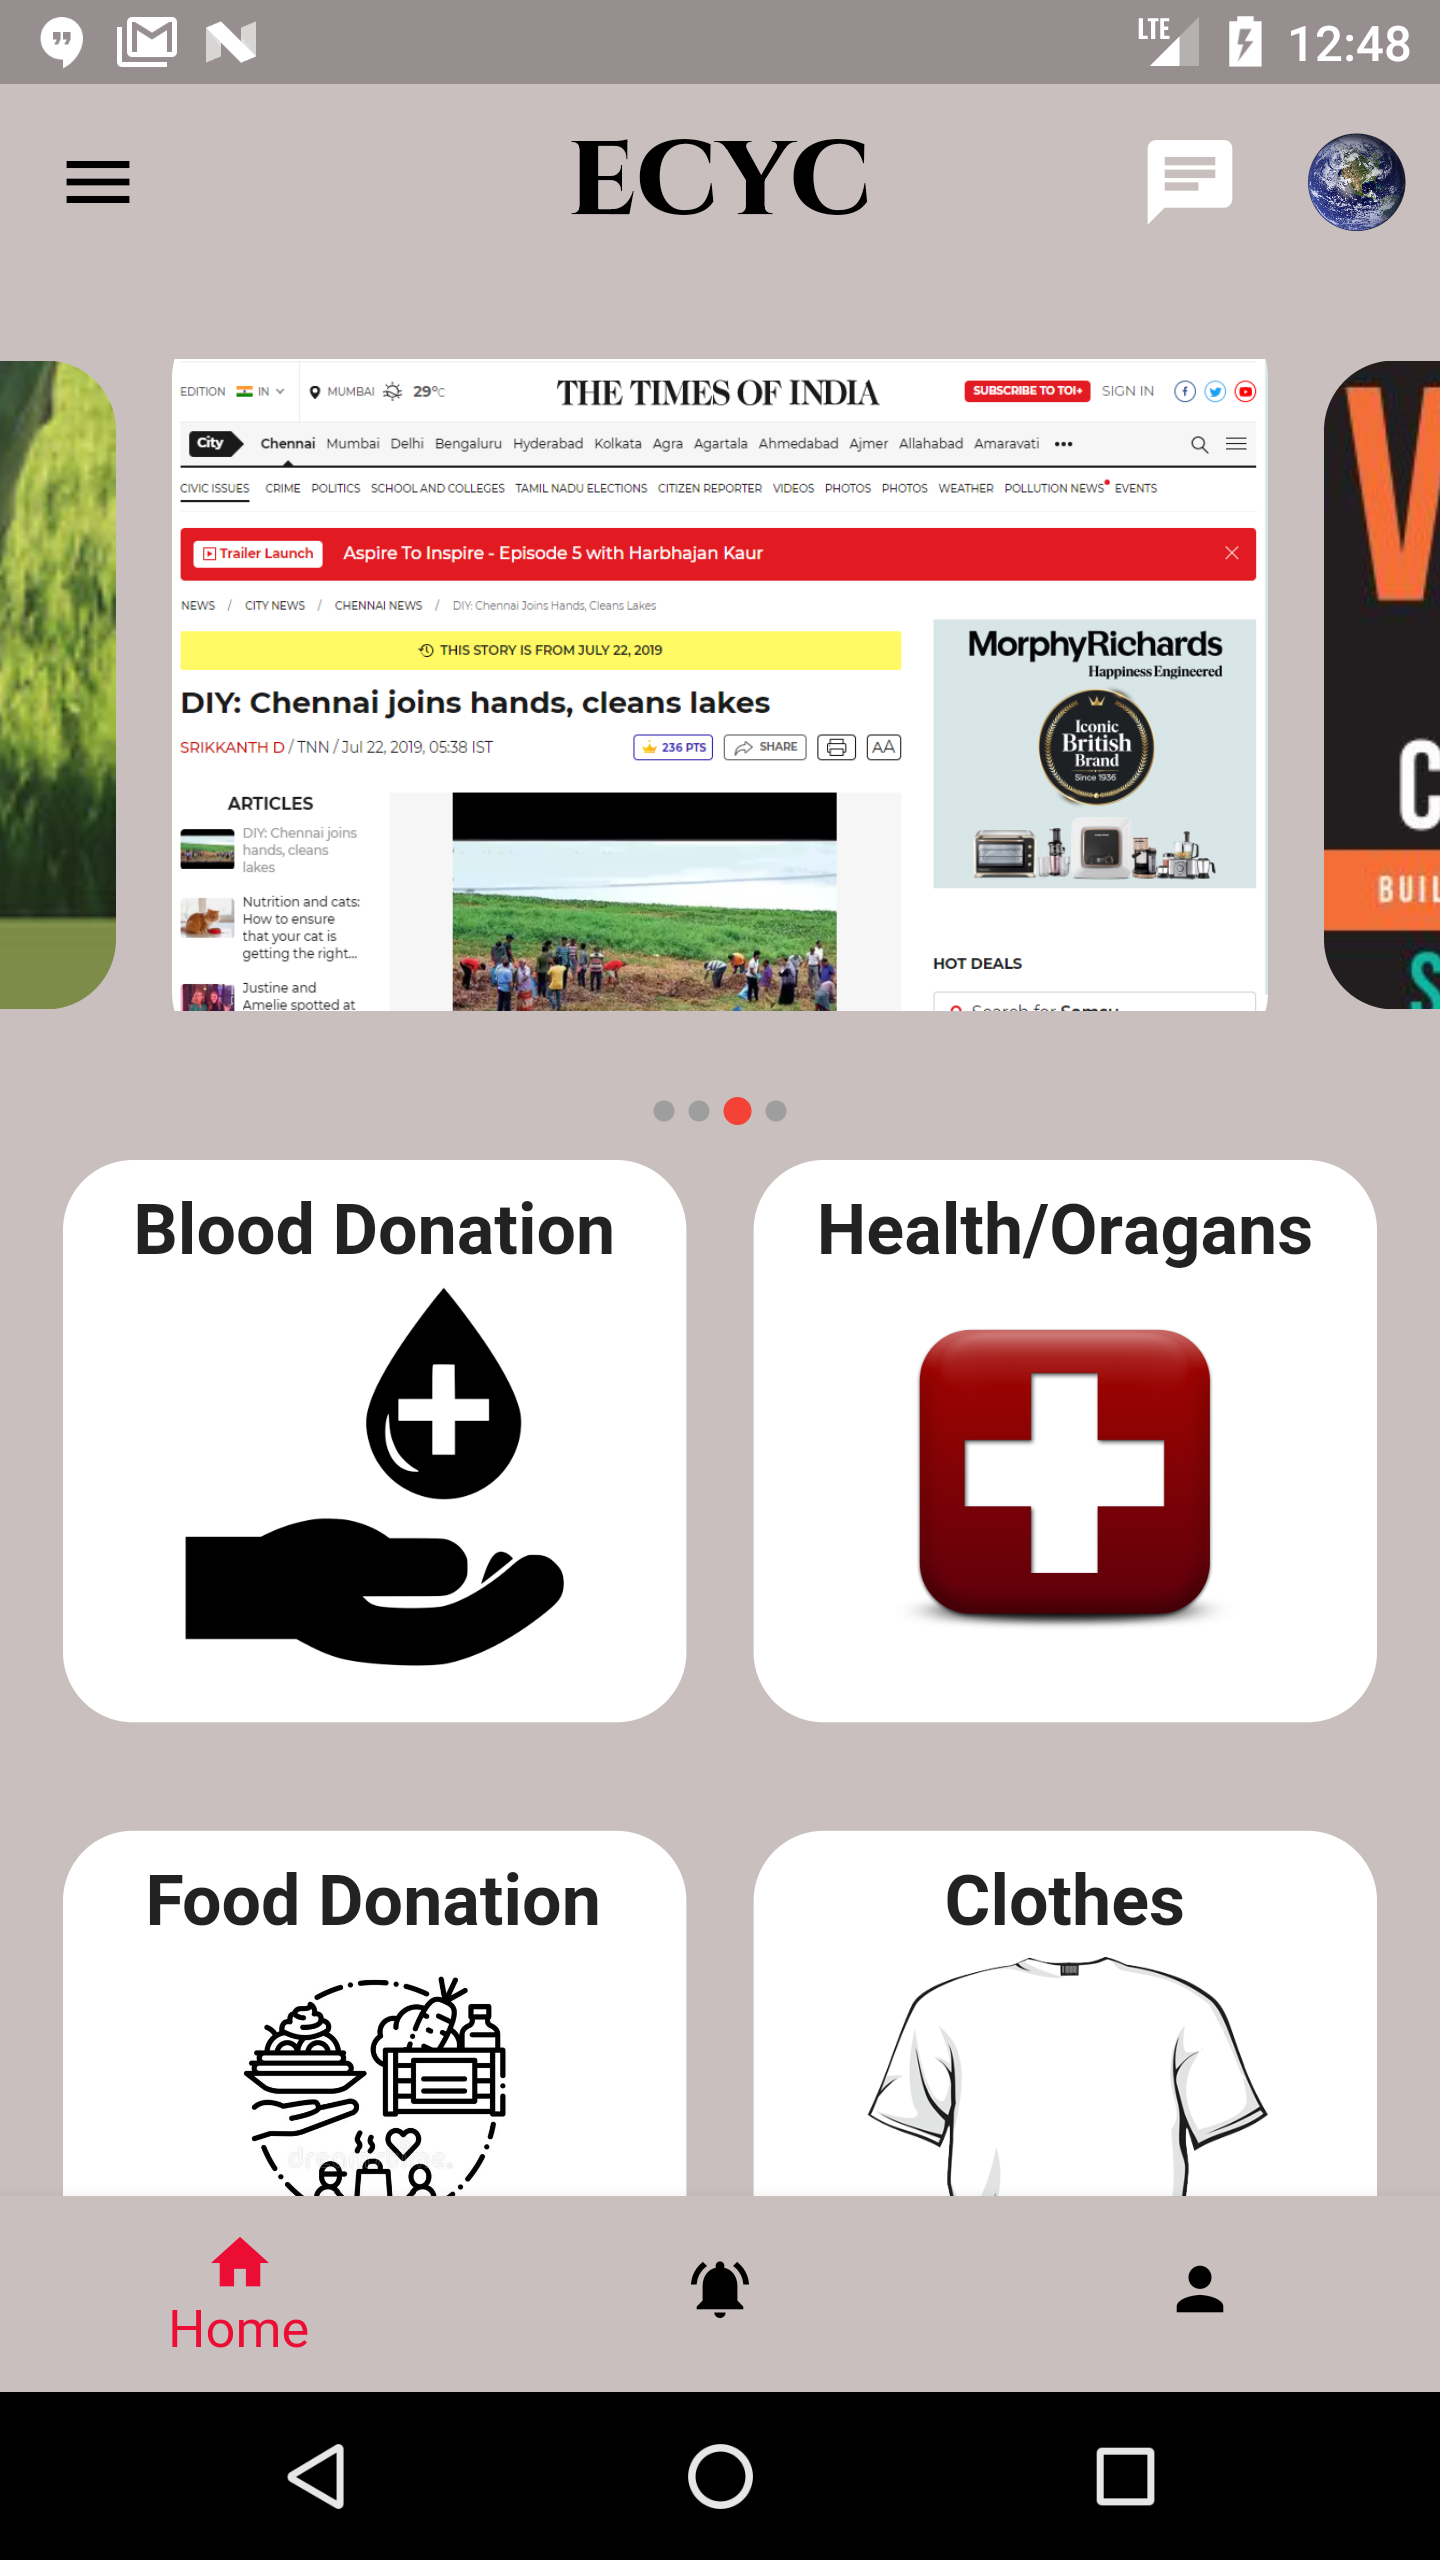 LTE 12:48
ECYC
EDITION IN MUMBAI 29°C THE TIMES OF INDIA SUBSCRIBE TO TOI+ SIGN IN
City Chennai Mumbai Delhi Bengaluru Hyderabad Kolkata Agra Agartala Ahmedabad Ajmer Allahabad Amaravati •••
CIVIC ISSUES CRIME POLITICS SCHOOL AND COLLEGES TAMIL NADU ELECTIONS CITIZEN REPORTER VIDEOS PHOTOS PHOTOS WEATHER POLLUTION NEWS EVENTS
Trailer Launch Aspire To Inspire - Episode 5 with Harbhajan Kaur
NEWS / CITY NEWS / CHENNAI NEWS / DIY: Chennai Joins Hands, Cleans Lakes
THIS STORY IS FROM JULY 22, 2019
DIY: Chennai joins hands, cleans lakes
SRIKKANTH D / TNN / Jul 22, 2019, 05:38 IST
236 PTS SHARE AA
ARTICLES
DIY: Chennai joins
hands, cleans
lakes
Nutrition and cats:
How to ensure
that your cat is
getting the right...
Justine and
Amelie spotted at
MorphyRichards
Happiness Engineered
Iconic
British
Brand
Since 1936
HOT DEALS
Search for
BUIL
Blood Donation
Health/Oragans
Food Donation
Clothes
Home